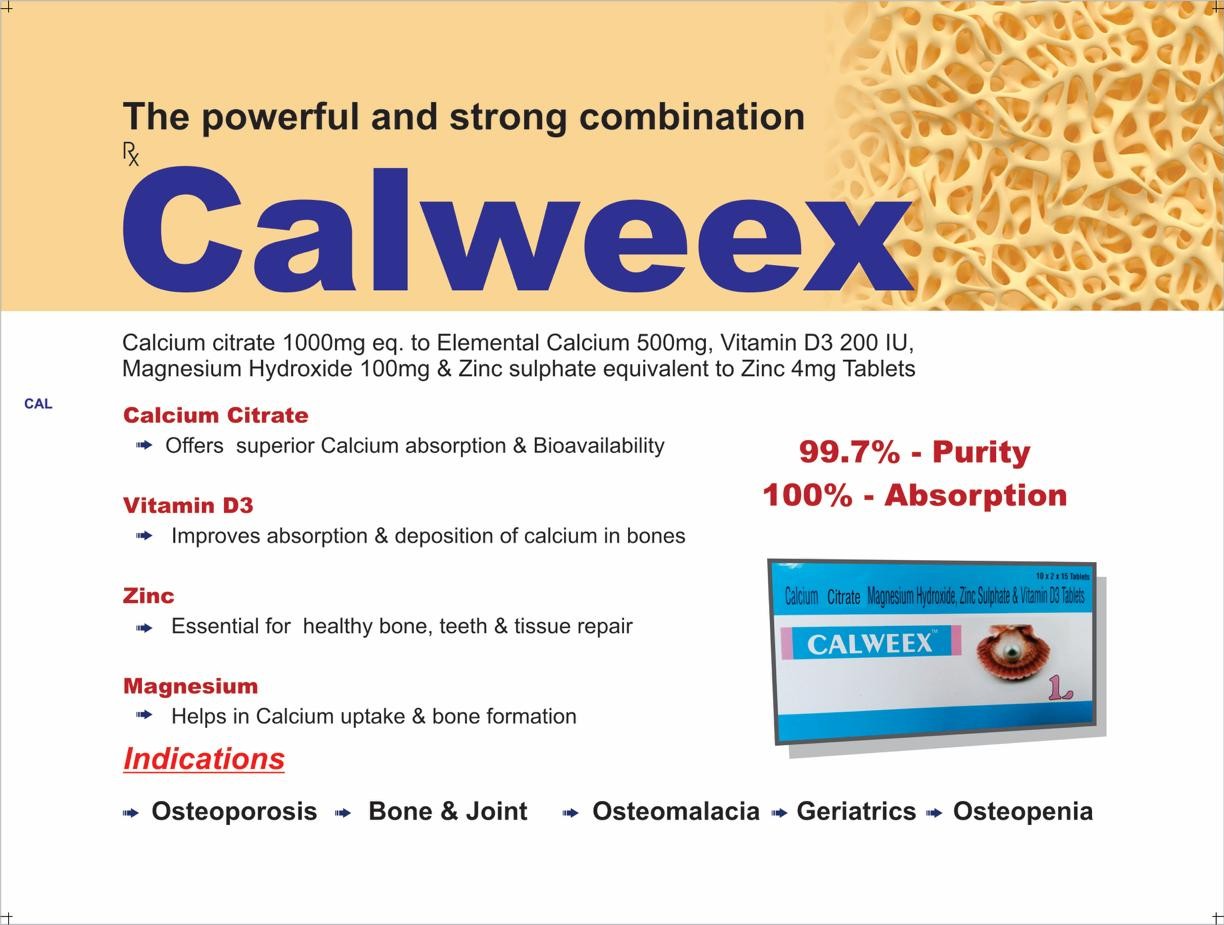 The powerful and strong combination
Rx
Calweex
Calcium citrate 1000mg eq. to Elemental Calcium 500mg, Vitamin D3 200 IU,
Magnesium Hydroxide 100mg & Zinc sulphate equivalent to Zinc 4mg Tablets
CAL
Calcium Citrate
Offers superior Calcium absorption & Bioavailability
99.7% - Purity
100% - Absorption
Vitamin D3
Improves absorption & deposition of calcium in bones
Zinc
Essential for healthy bone, teeth & tissue repair
Magnesium
Helps in Calcium uptake & bone formation
10 x 2 x 15 Tablets
Calcium Citrate Magnesium Hydroxide, Zinc Sulphate & Vitamin D3 Tablets
CALWEEX™
L
Indications
Osteoporosis Bone & Joint Osteomalacia Geriatrics Osteopenia